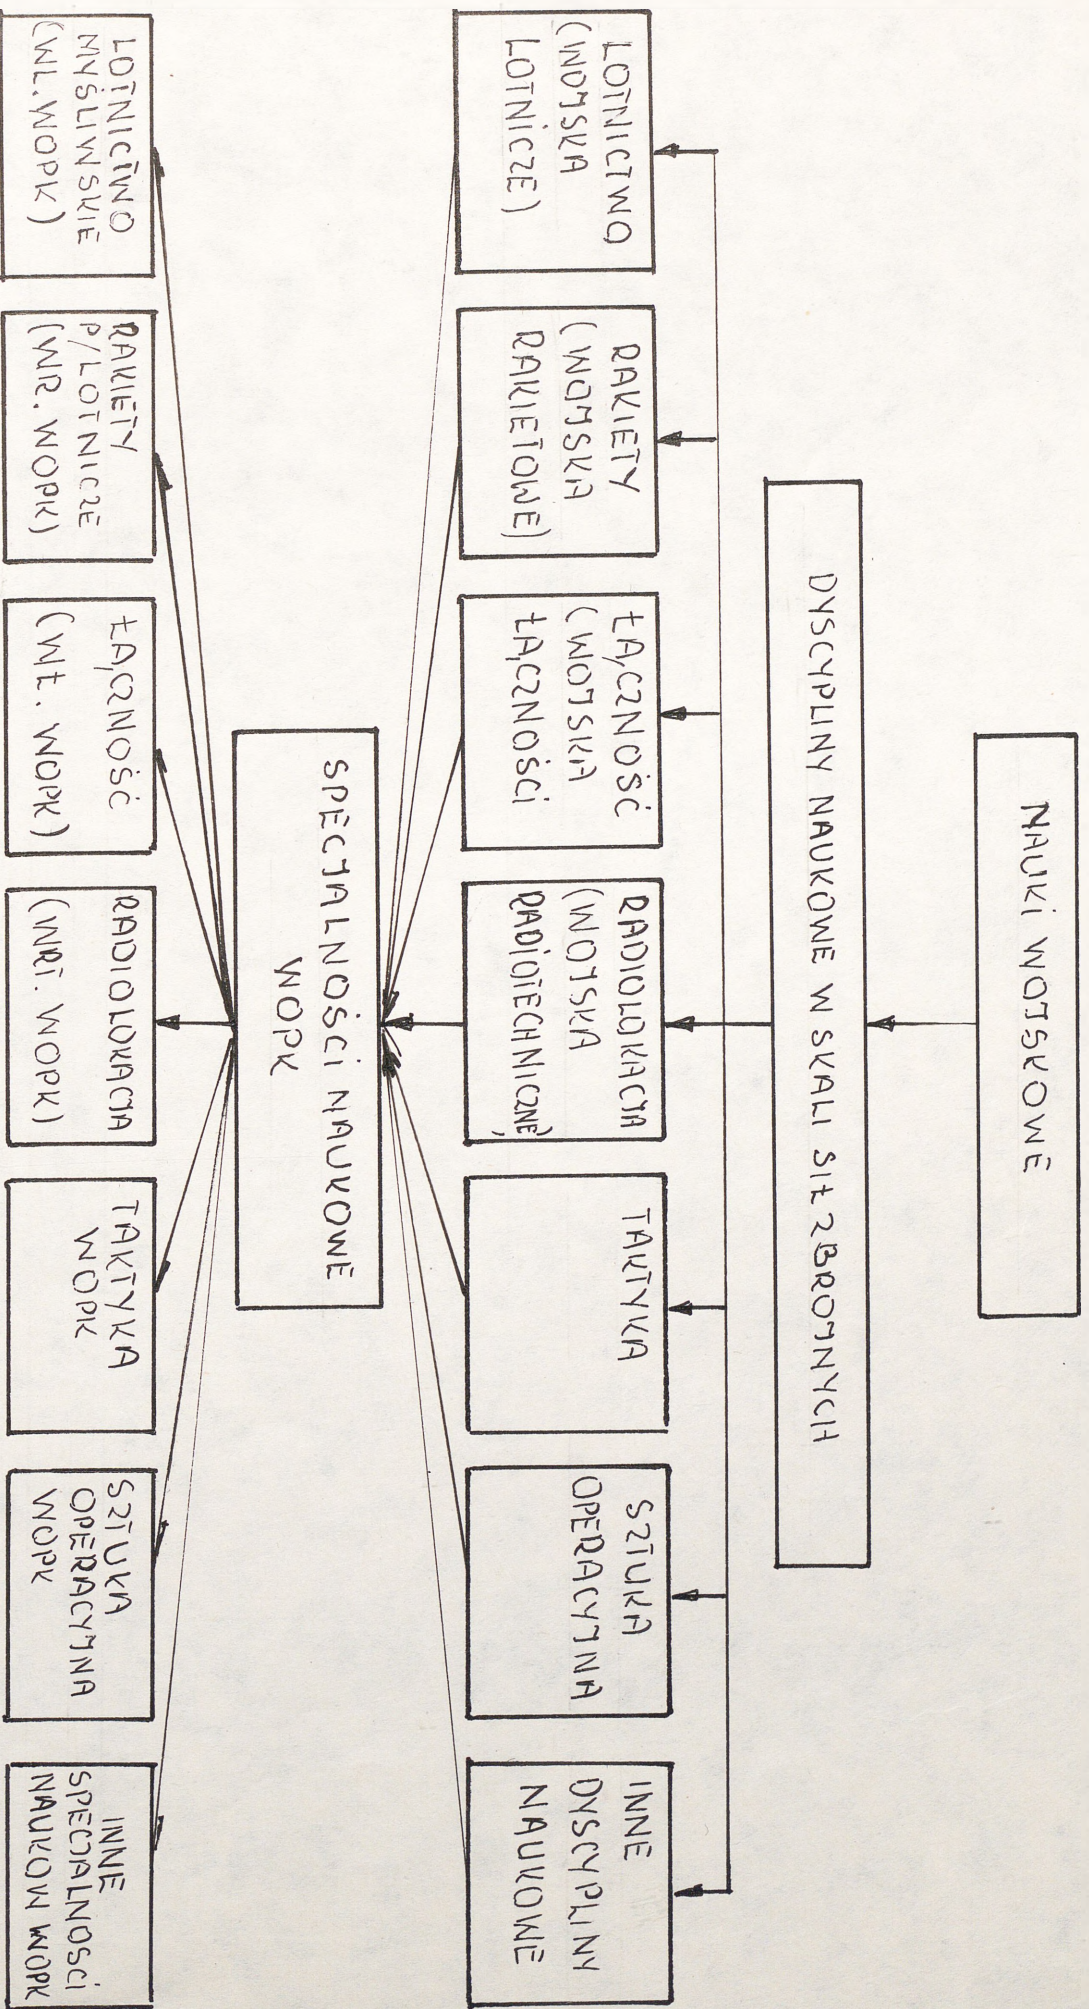 NAUKI WOJSKOWE
DYSCYPLINY NAUKOWE W SKALI SIŁ ZBROJNYCH
LOTNICTWO
(WOJSKA
LOTNICZE)
RAKIETY
(WOJSKA
RAKIETOWE)
ŁĄCZNOŚĆ
(WOJSKA
ŁĄCZNOŚCI
RADIOLOKACJA
(WOJSKA
RADIOTECHNICZNE)
TAKTYKA
SZTUKA
OPERACYJNA
INNE
DYSCYPLINY
NAUKOWE
SPECJALNOŚCI NAUKOWE
WOPK
LOTNICTWO
MYŚLIWSKIE
(WL. WOPK)
RAKIETY
P/LOTNICZE
(WR. WOPK)
ŁĄCZNOŚĆ
(WŁ. WOPK)
RADIOLOKACJA
(WRT. WOPK)
TAKTYKA
WOPK
SZTUKA
OPERACYJNA
WOPK
INNE
SPECJALNOŚCI
NAUKOW WOPK